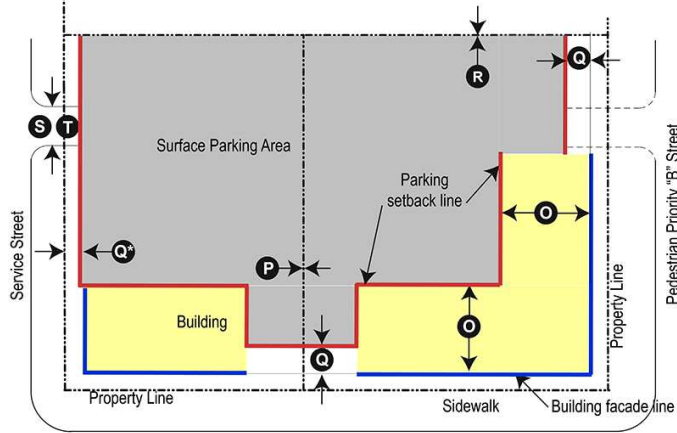 Q
R
S T
Surface Parking Area
Parking
setback line
O
Service Street
Pedestrian Priority "B" Street
Q*
P
Property Line
Building
O
Q
Property Line
Sidewalk
Building facade line